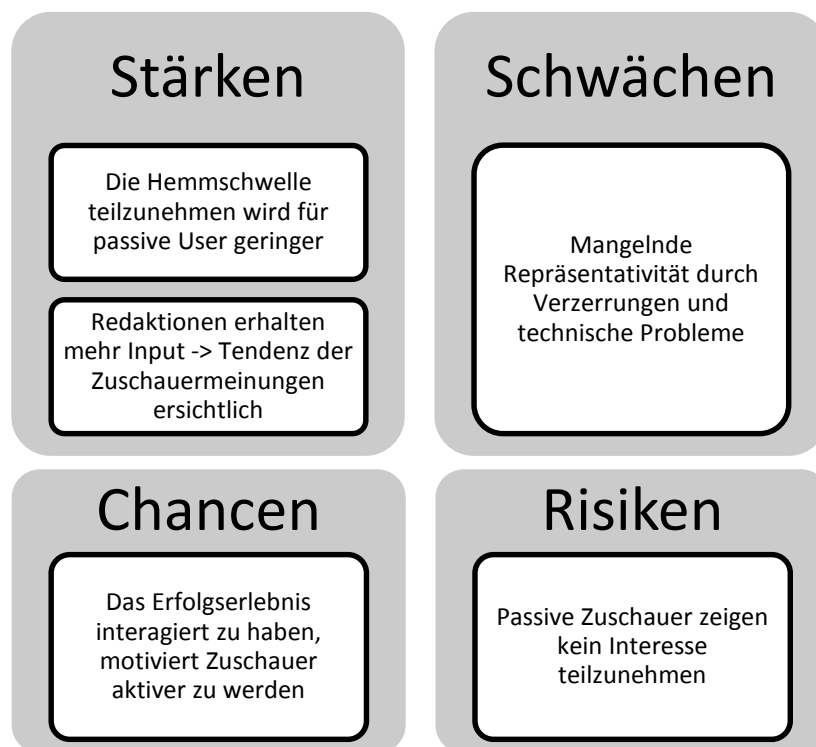 Stärken
Die Hemmschwelle
teilzunehmen wird für
passive User geringer
Redaktionen erhalten
mehr Input -> Tendenz der
Zuschauermeinungen
ersichtlich
Schwächen
Mangelnde
Repräsentativität durch
Verzerrungen und
technische Probleme
Chancen
Das Erfolgserlebnis
interagiert zu haben,
motiviert Zuschauer
aktiver zu werden
Risiken
Passive Zuschauer zeigen
kein Interesse
teilzunehmen